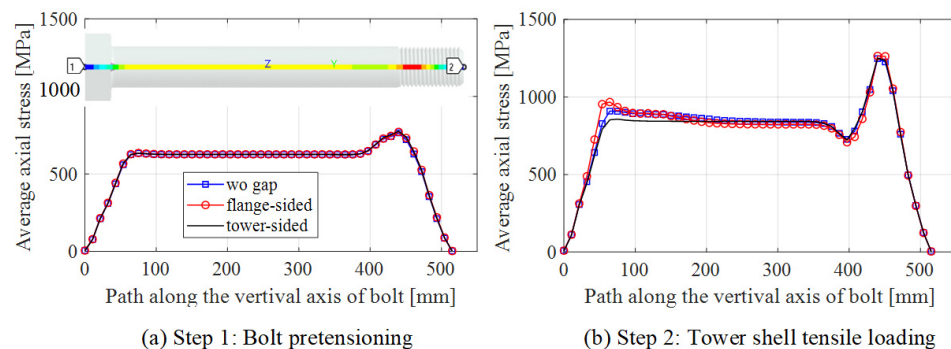 1500
1000
500
0
Average axial stress [MPa]
1
Z
Y
2
wo gap
flange-sided
tower-sided
0
100
200
300
400
500
Path along the vertival axis of bolt [mm]
(a) Step 1: Bolt pretensioning
1500
1000
500
0
Average axial stress [MPa]
0
100
200
300
400
500
Path along the vertival axis of bolt [mm]
(b) Step 2: Tower shell tensile loading